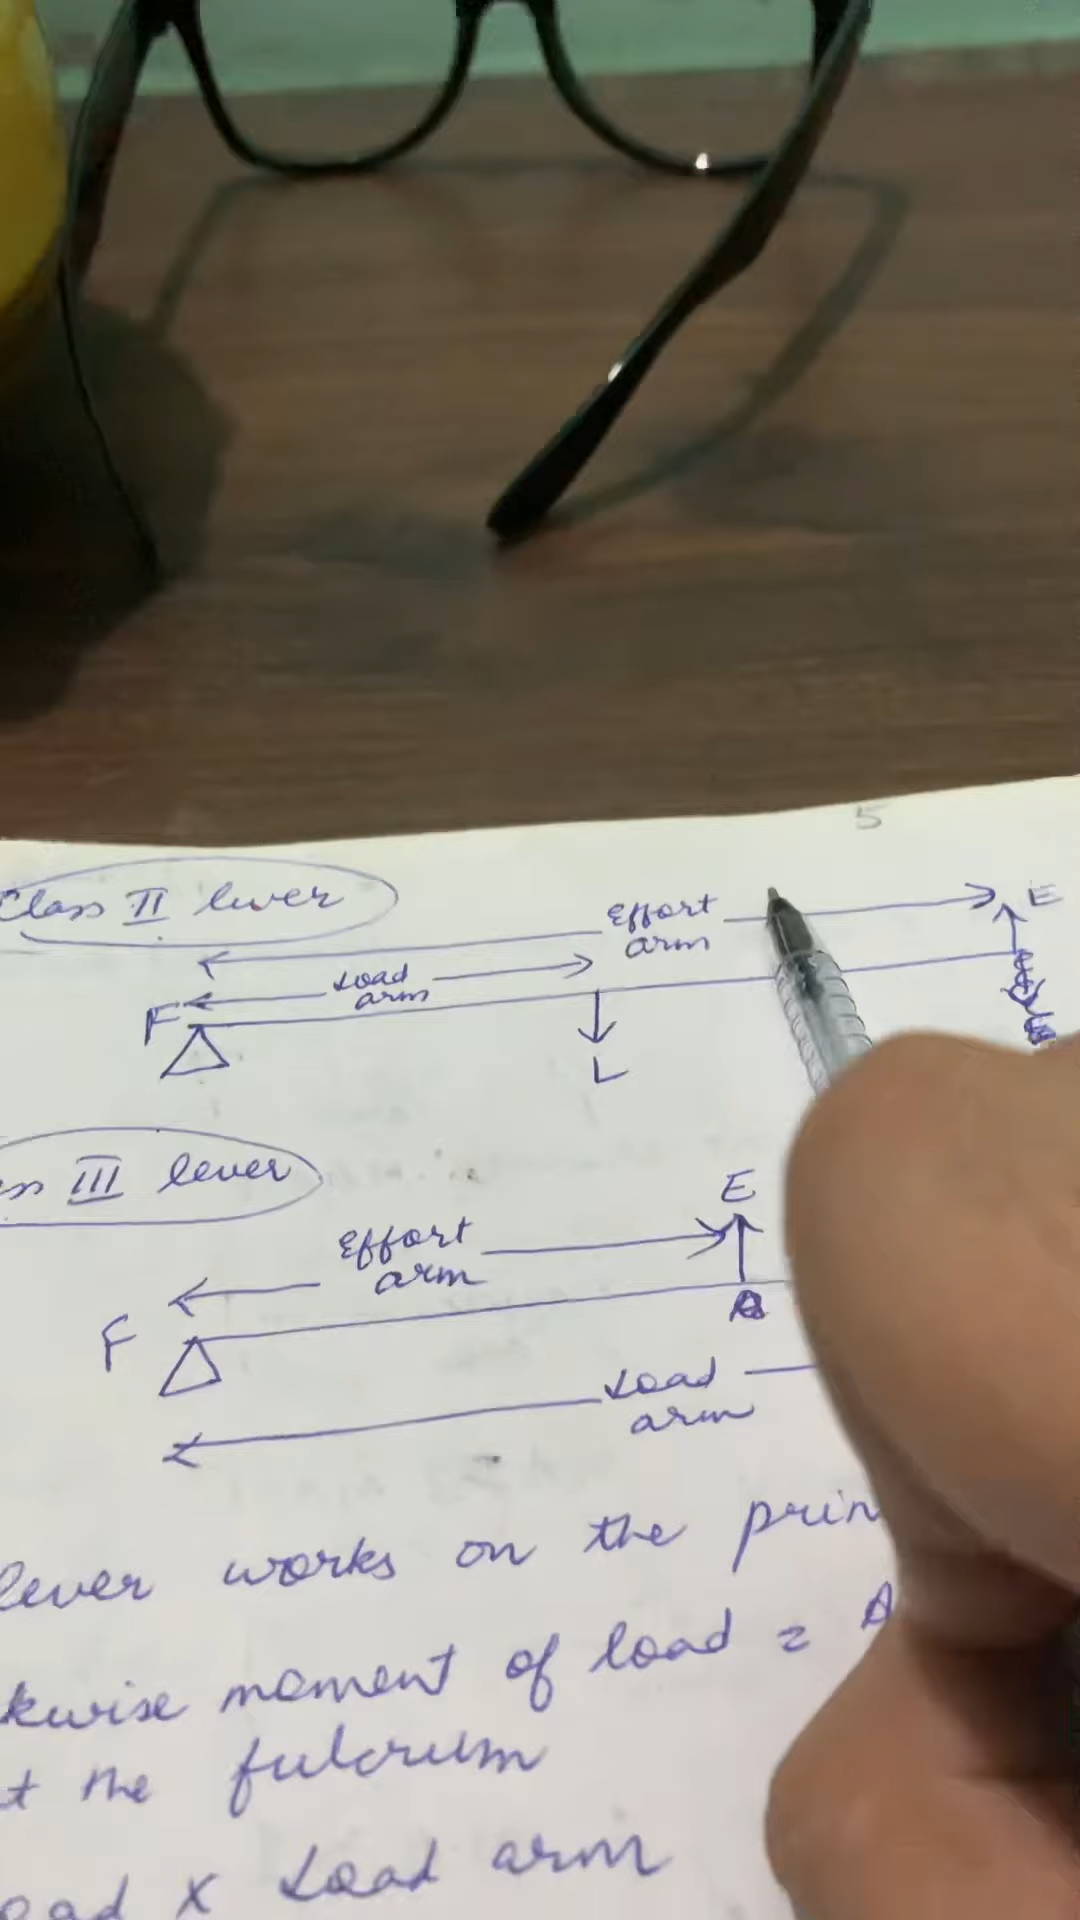 5
Class II lever
Effort
arm
E
Load
arm
F
L
III lever
E
Effort
arm
F
Load
arm
lever works on the prin
kwise moment of load = A
t the fulcrum
oad x Load arm